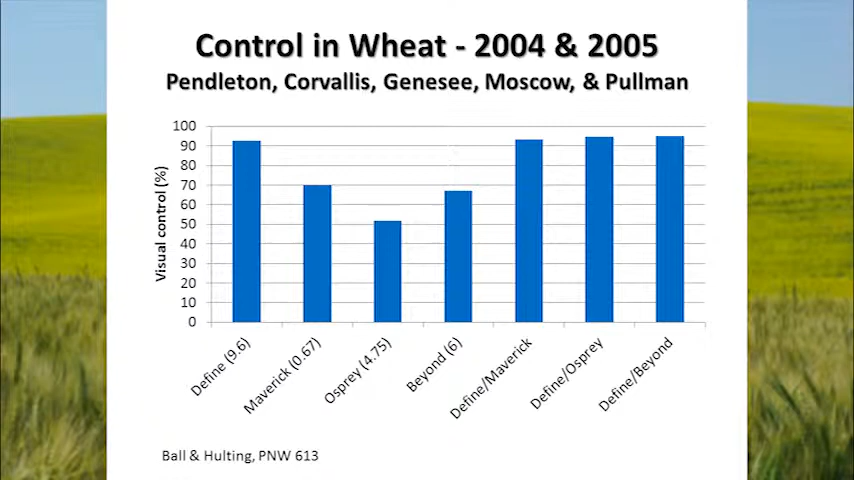 Control in Wheat - 2004 & 2005
Pendleton, Corvallis, Genesee, Moscow, & Pullman
Visual control (%)
100
90
80
70
60
50
40
30
20
10
0
Define (9.6)
Maverick (0.67)
Osprey (4.75)
Beyond (6)
Define/Maverick
Define/Osprey
Define/Beyond
Ball & Hulting, PNW 613